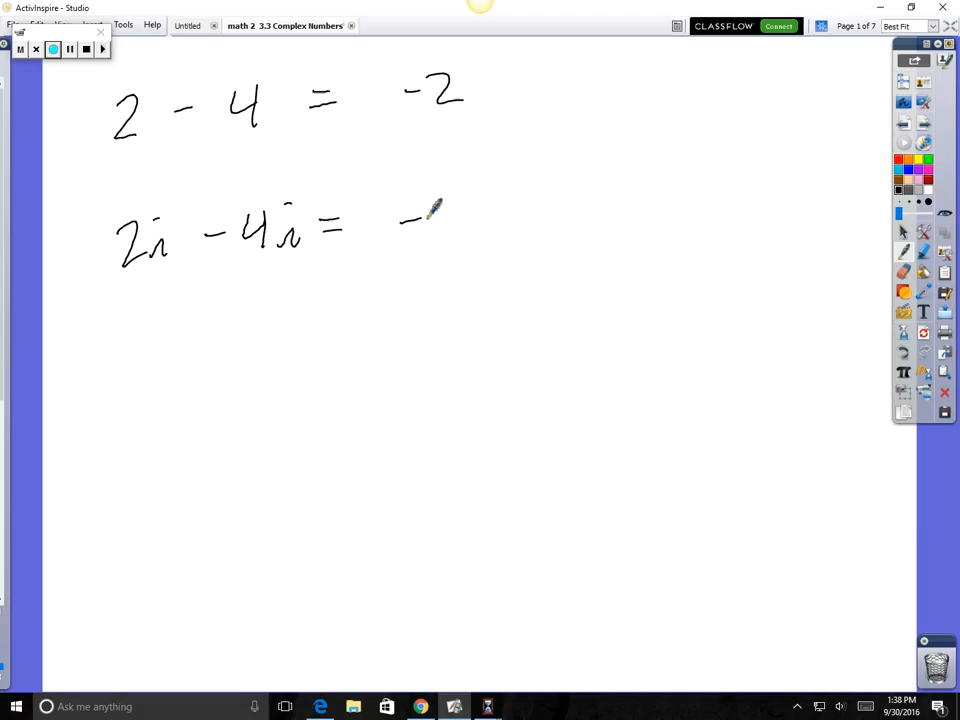 ActivInspire - Studio
Tools Help Untitled math 2 3.3 Complex Numbers* CLASSFLOW Connect Page 1 of 7 Best Fit
M
2 - 4 = -2
2i - 4i = -
T
Ask me anything
1:38 PM
9/30/2016